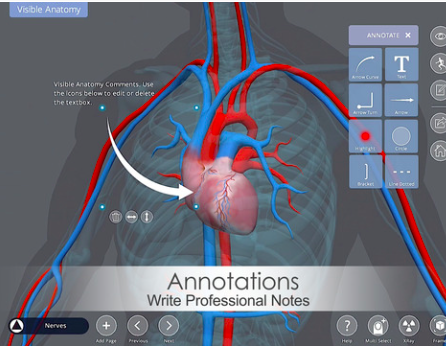 Visible Anatomy
ANNOTATE ×
Visible Anatomy Comments. Use
the Icons below to edit or delete
the textbox.
Arrow Curve
T
Text
Arrow Turn
Arrow
Highlight
Circle
Bracket
Line Dotted
Annotations
Write Professional Notes
Nerves
Add Page
Previous
Next
?
Help
Multi Select
XRay